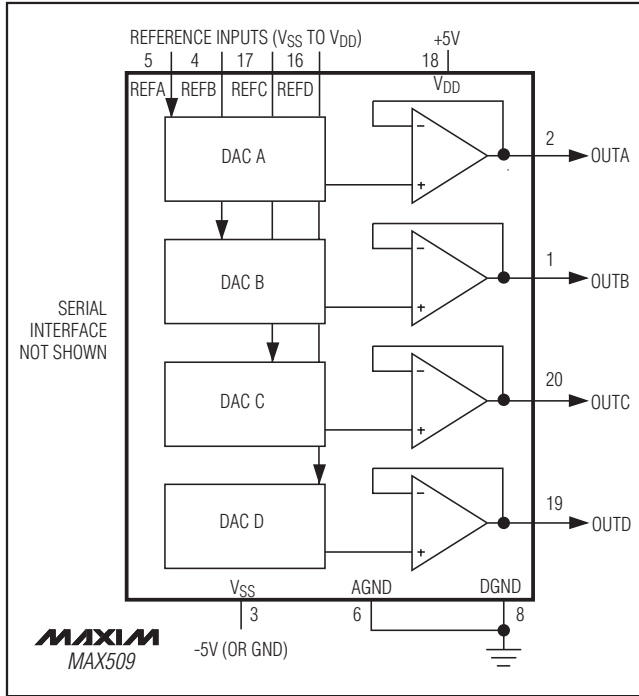 REFERENCE INPUTS (VSS TO VDD)
+5V
5 4 17 16 18
REFA REFB REFC REFD VDD
DAC A
−
+
2
OUTA
DAC B
−
+
1
OUTB
SERIAL
INTERFACE
NOT SHOWN
DAC C
−
+
20
OUTC
DAC D
−
+
19
OUTD
VSS AGND DGND
3 6 8
-5V (OR GND)
MAXIM
MAX509